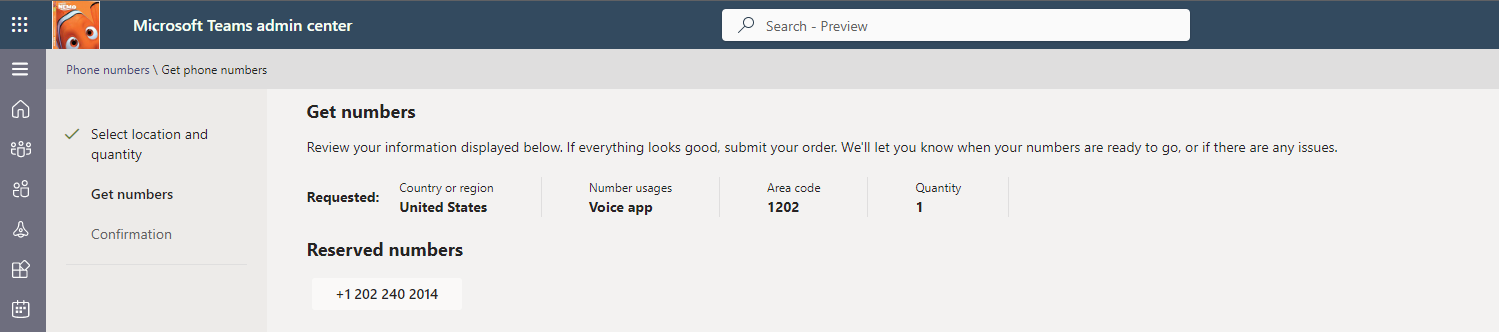 NEMO
Microsoft Teams admin center
Search - Preview
Phone numbers \ Get phone numbers
Select location and
quantity
Get numbers
Confirmation
Get numbers
Review your information displayed below. If everything looks good, submit your order. We'll let you know when your numbers are ready to go, or if there are any issues.
Requested:
Country or region
United States
Number usages
Voice app
Area code
1202
Quantity
1
Reserved numbers
+1 202 240 2014